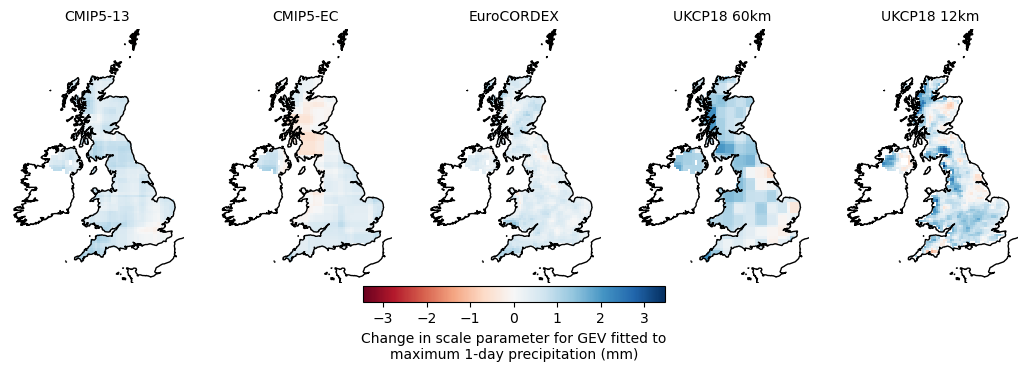 CMIP5-13 CMIP5-EC EuroCORDEX UKCP18 60km UKCP18 12km
−3 −2 −1 0 1 2 3
Change in scale parameter for GEV fitted to
maximum 1-day precipitation (mm)